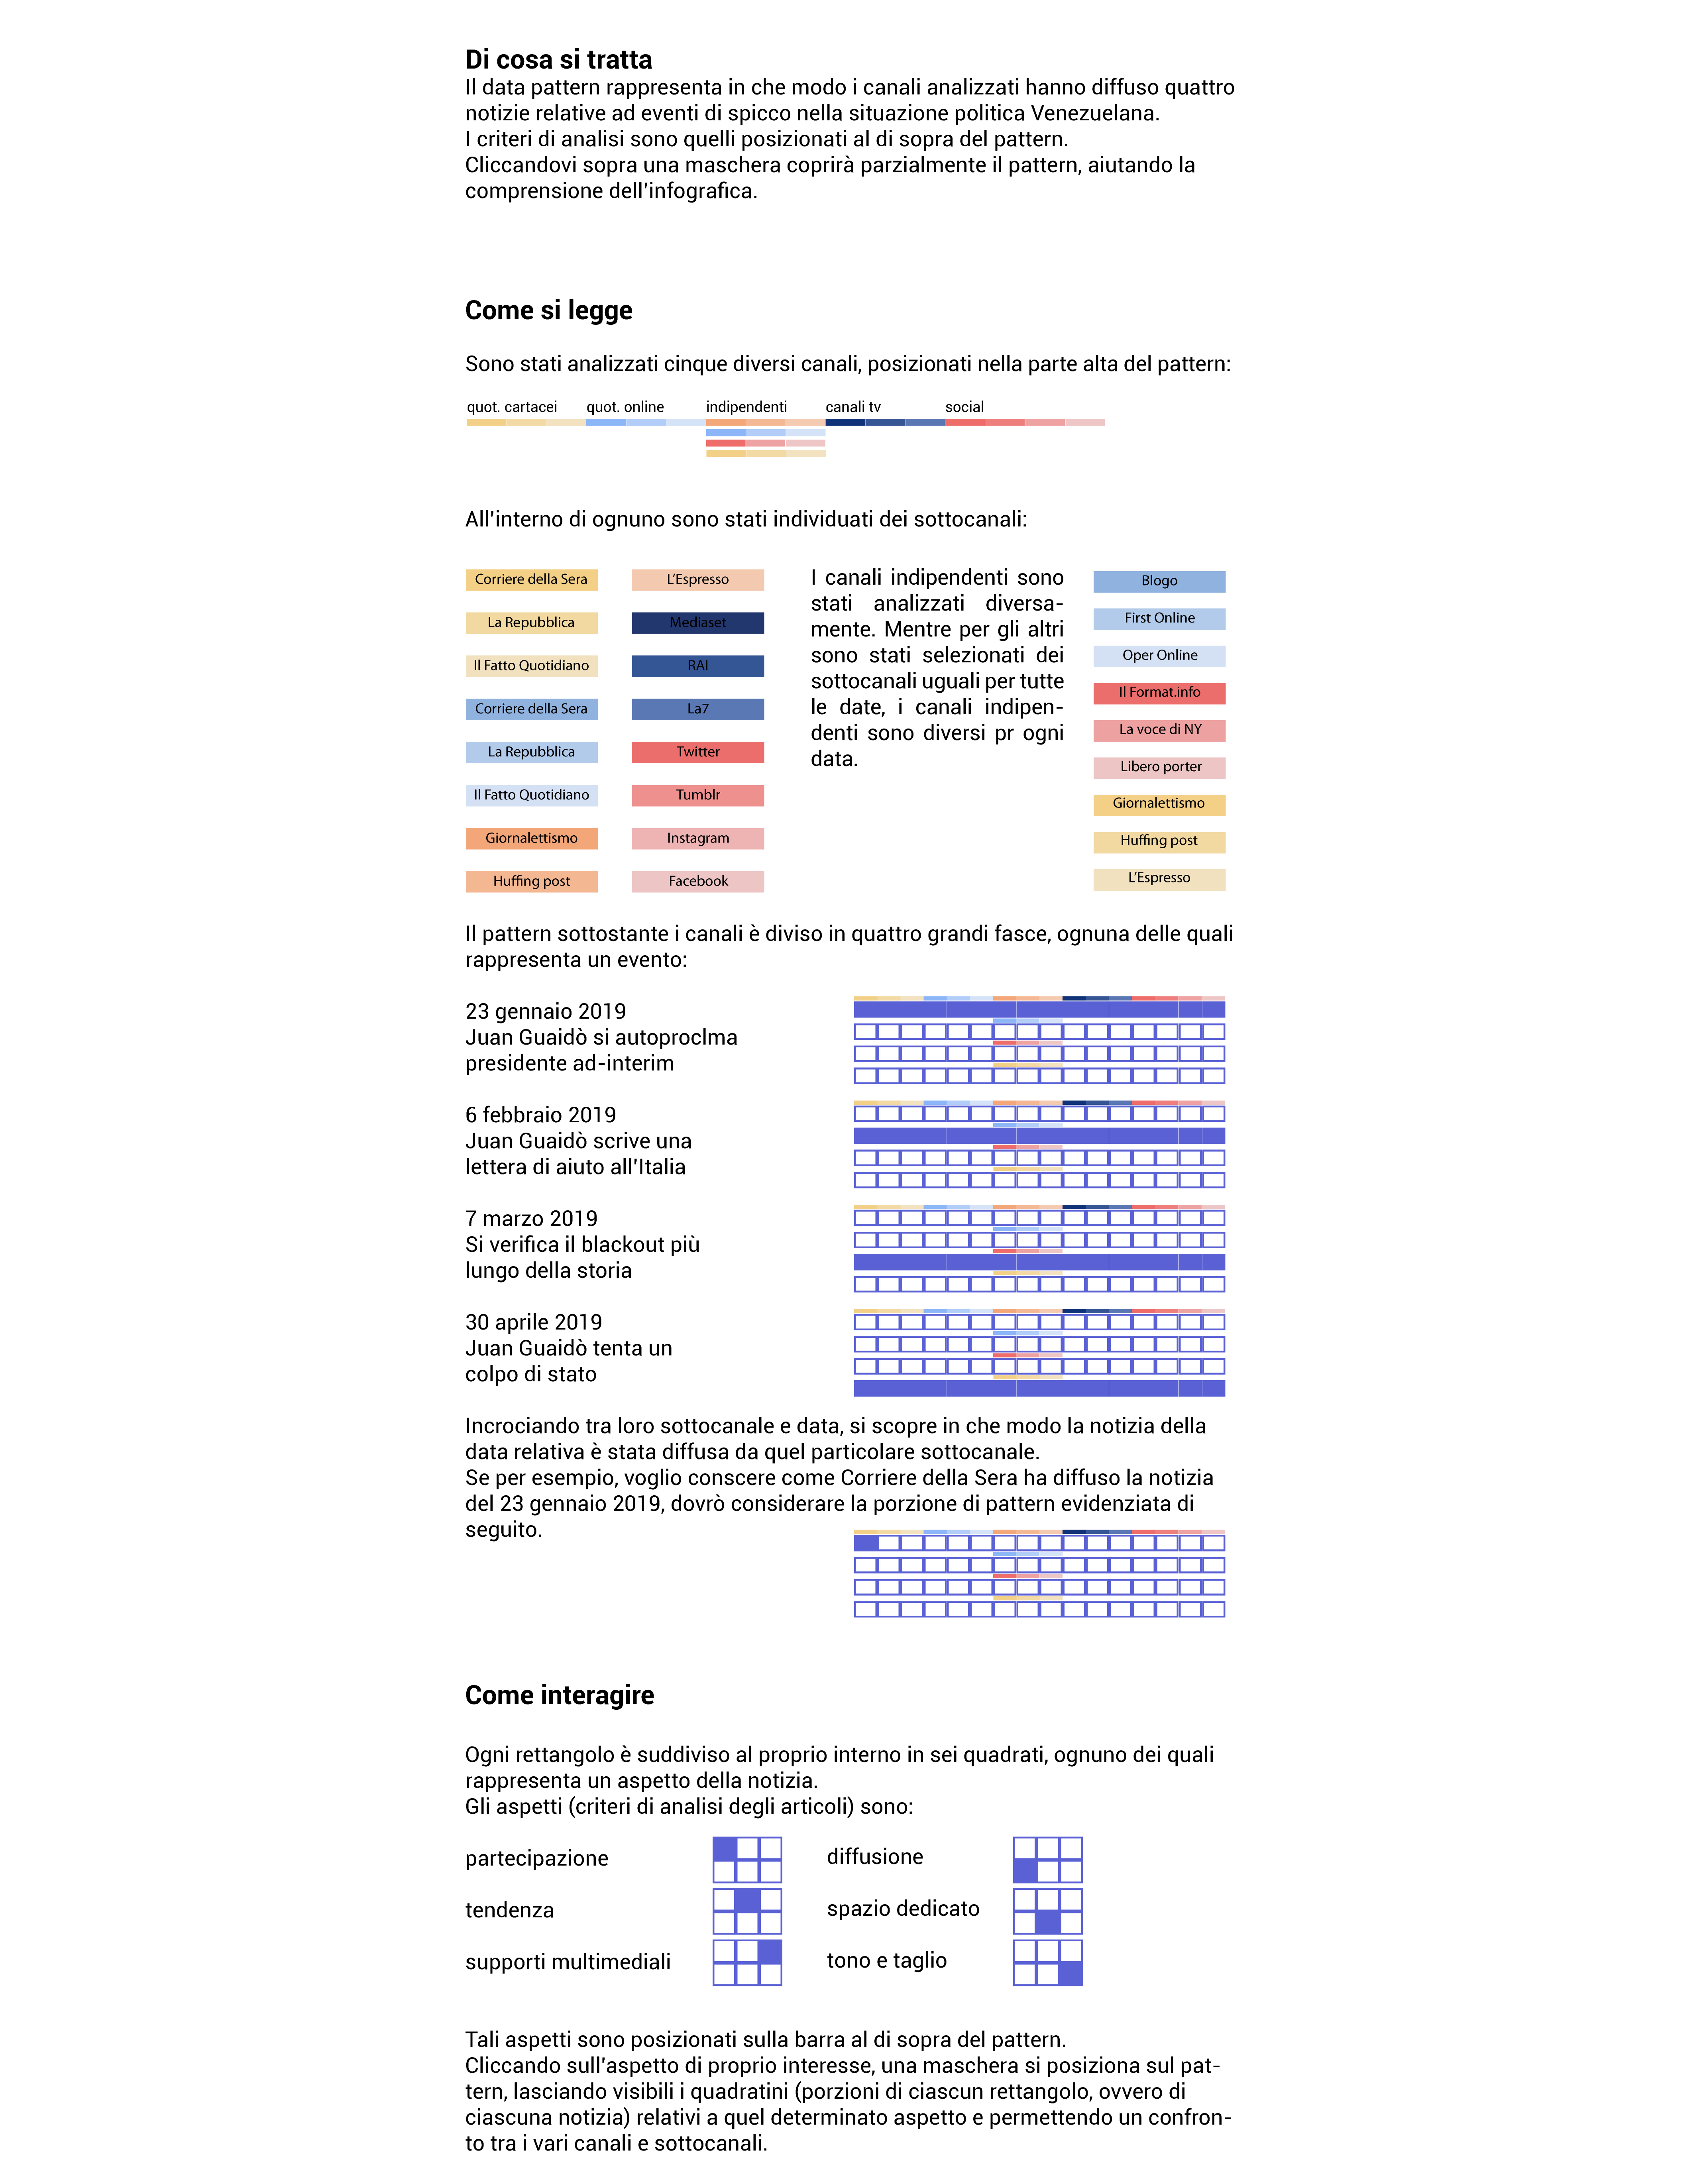 Di cosa si tratta
Il data pattern rappresenta in che modo i canali analizzati hanno diffuso quattro
notizie relative ad eventi di spicco nella situazione politica Venezuelana.
I criteri di analisi sono quelli posizionati al di sopra del pattern.
Cliccandovi sopra una maschera coprirà parzialmente il pattern, aiutando la
comprensione dell'infografica.
Come si legge
Sono stati analizzati cinque diversi canali, posizionati nella parte alta del pattern:
quot. cartacei quot. online indipendenti canali tv social
All'interno di ognuno sono stati individuati dei sottocanali:
Corriere della Sera
La Repubblica
Il Fatto Quotidiano
Corriere della Sera
La Repubblica
Il Fatto Quotidiano
Giornalettismo
Huffing post
L'Espresso
Mediaset
RAI
La7
Twitter
Tumblr
Instagram
Facebook
I canali indipendenti sono
stati analizzati diversa-
mente. Mentre per gli altri
sono stati selezionati dei
sottocanali uguali per tutte
le date, i canali indipen-
denti sono diversi pr ogni
data.
Blogo
First Online
Oper Online
Il Format.info
La voce di NY
Libero porter
Giornalettismo
Huffing post
L'Espresso
Il pattern sottostante i canali è diviso in quattro grandi fasce, ognuna delle quali
rappresenta un evento:
23 gennaio 2019
Juan Guaidò si autoproclma
presidente ad-interim
6 febbraio 2019
Juan Guaidò scrive una
lettera di aiuto all'Italia
7 marzo 2019
Si verifica il blackout più
lungo della storia
30 aprile 2019
Juan Guaidò tenta un
colpo di stato
Incrociando tra loro sottocanale e data, si scopre in che modo la notizia della
data relativa è stata diffusa da quel particolare sottocanale.
Se per esempio, voglio conscere come Corriere della Sera ha diffuso la notizia
del 23 gennaio 2019, dovrò considerare la porzione di pattern evidenziata di
seguito.
Come interagire
Ogni rettangolo è suddiviso al proprio interno in sei quadrati, ognuno dei quali
rappresenta un aspetto della notizia.
Gli aspetti (criteri di analisi degli articoli) sono:
partecipazione
tendenza
supporti multimediali
diffusione
spazio dedicato
tono e taglio
Tali aspetti sono posizionati sulla barra al di sopra del pattern.
Cliccando sull'aspetto di proprio interesse, una maschera si posiziona sul pat-
tern, lasciando visibili i quadratini (porzioni di ciascun rettangolo, ovvero di
ciascuna notizia) relativi a quel determinato aspetto e permettendo un confron-
to tra i vari canali e sottocanali.